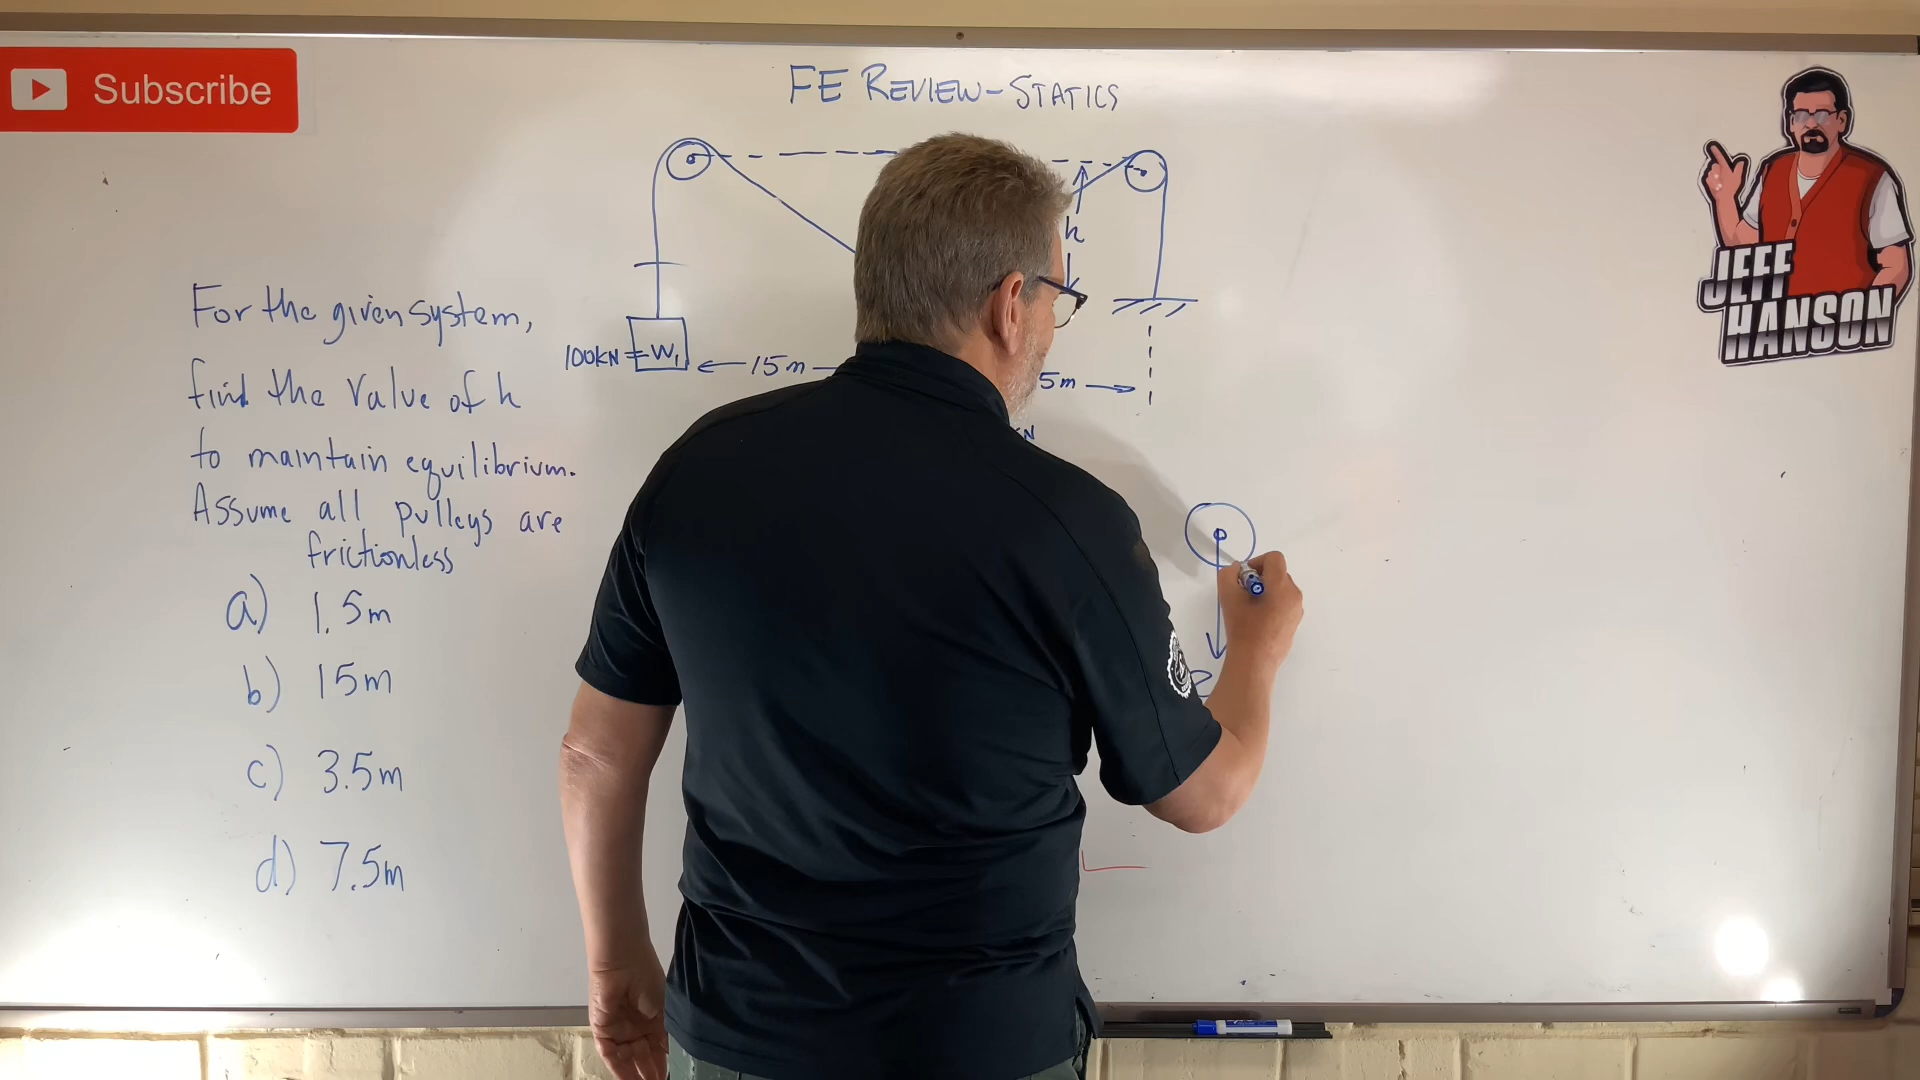 Subscribe
FE REVIEW-STATICS
h
100KN = W1
15m
5m
KN
For the given system,
find the value of h
to maintain equilibrium.
Assume all pulleys are
frictionless
a) 1.5m
b) 15m
c) 3.5m
d) 7.5m
JEFF
HANSON